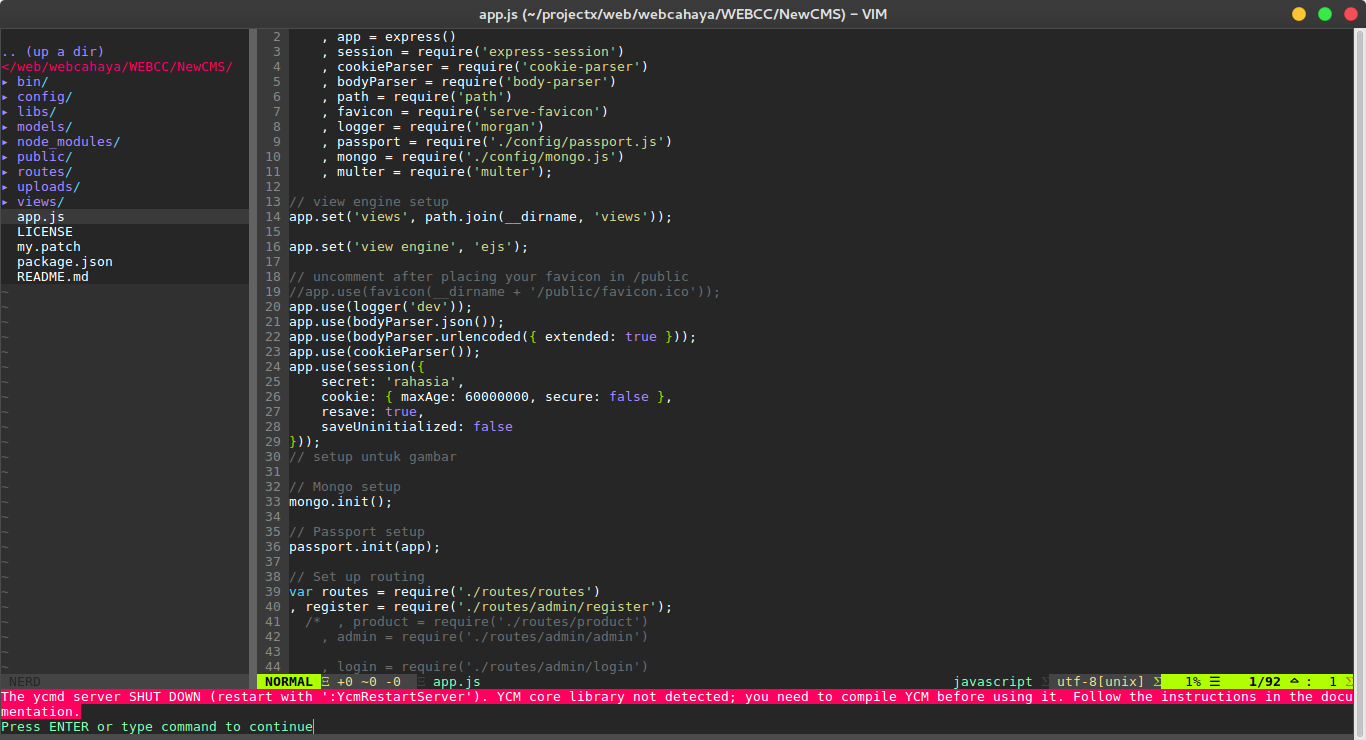 app.js (~/projectx/web/webcahaya/WEBCC/NewCMS) – VIM
.. (up a dir)
</web/webcahaya/WEBCC/NewCMS/
▸ bin/
▸ config/
▸ libs/
▸ models/
▸ node_modules/
▸ public/
▸ routes/
▸ uploads/
▸ views/
app.js
LICENSE
my.patch
package.json
README.md
2     , app = express()
3     , session = require('express-session')
4     , cookieParser = require('cookie-parser')
5     , bodyParser = require('body-parser')
6     , path = require('path')
7     , favicon = require('serve-favicon')
8     , logger = require('morgan')
9     , passport = require('./config/passport.js')
10     , mongo = require('./config/mongo.js')
11     , multer = require('multer');
12
13 // view engine setup
14 app.set('views', path.join(__dirname, 'views'));
15
16 app.set('view engine', 'ejs');
17
18 // uncomment after placing your favicon in /public
19 //app.use(favicon(__dirname + '/public/favicon.ico'));
20 app.use(logger('dev'));
21 app.use(bodyParser.json());
22 app.use(bodyParser.urlencoded({ extended: true }));
23 app.use(cookieParser());
24 app.use(session({
25     secret: 'rahasia',
26     cookie: { maxAge: 60000000, secure: false },
27     resave: true,
28     saveUninitialized: false
29 }));
30 // setup untuk gambar
31
32 // Mongo setup
33 mongo.init();
34
35 // Passport setup
36 passport.init(app);
37
38 // Set up routing
39 var routes = require('./routes/routes')
40 , register = require('./routes/admin/register');
41   /*  , product = require('./routes/product')
42     , admin = require('./routes/admin/admin')
43
44     , login = require('./routes/admin/login')
NERD
NORMAL +0 ~0 -0 app.js javascript utf-8[unix] 1% ☰ 1/92 : 1
The ycmd server SHUT DOWN (restart with ':YcmRestartServer'). YCM core library not detected; you need to compile YCM before using it. Follow the instructions in the docu
mentation.
Press ENTER or type command to continue